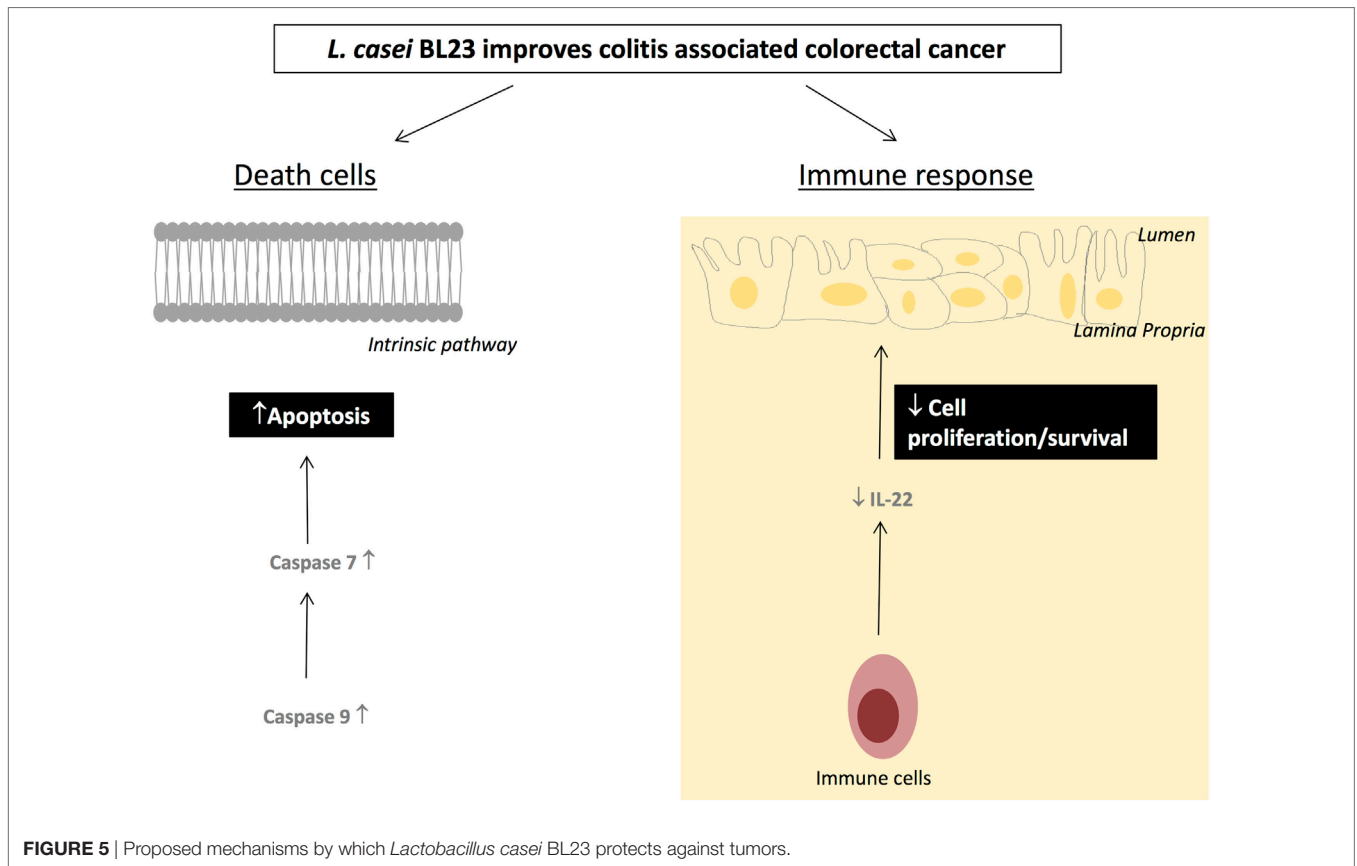 L. casei BL23 improves colitis associated colorectal cancer
Death cells
Intrinsic pathway
↑Apoptosis
Caspase 7 ↑
Caspase 9 ↑
Immune response
Lumen
Lamina Propria
↓ Cell
proliferation/survival
↓ IL-22
Immune cells
FIGURE 5 | Proposed mechanisms by which Lactobacillus casei BL23 protects against tumors.